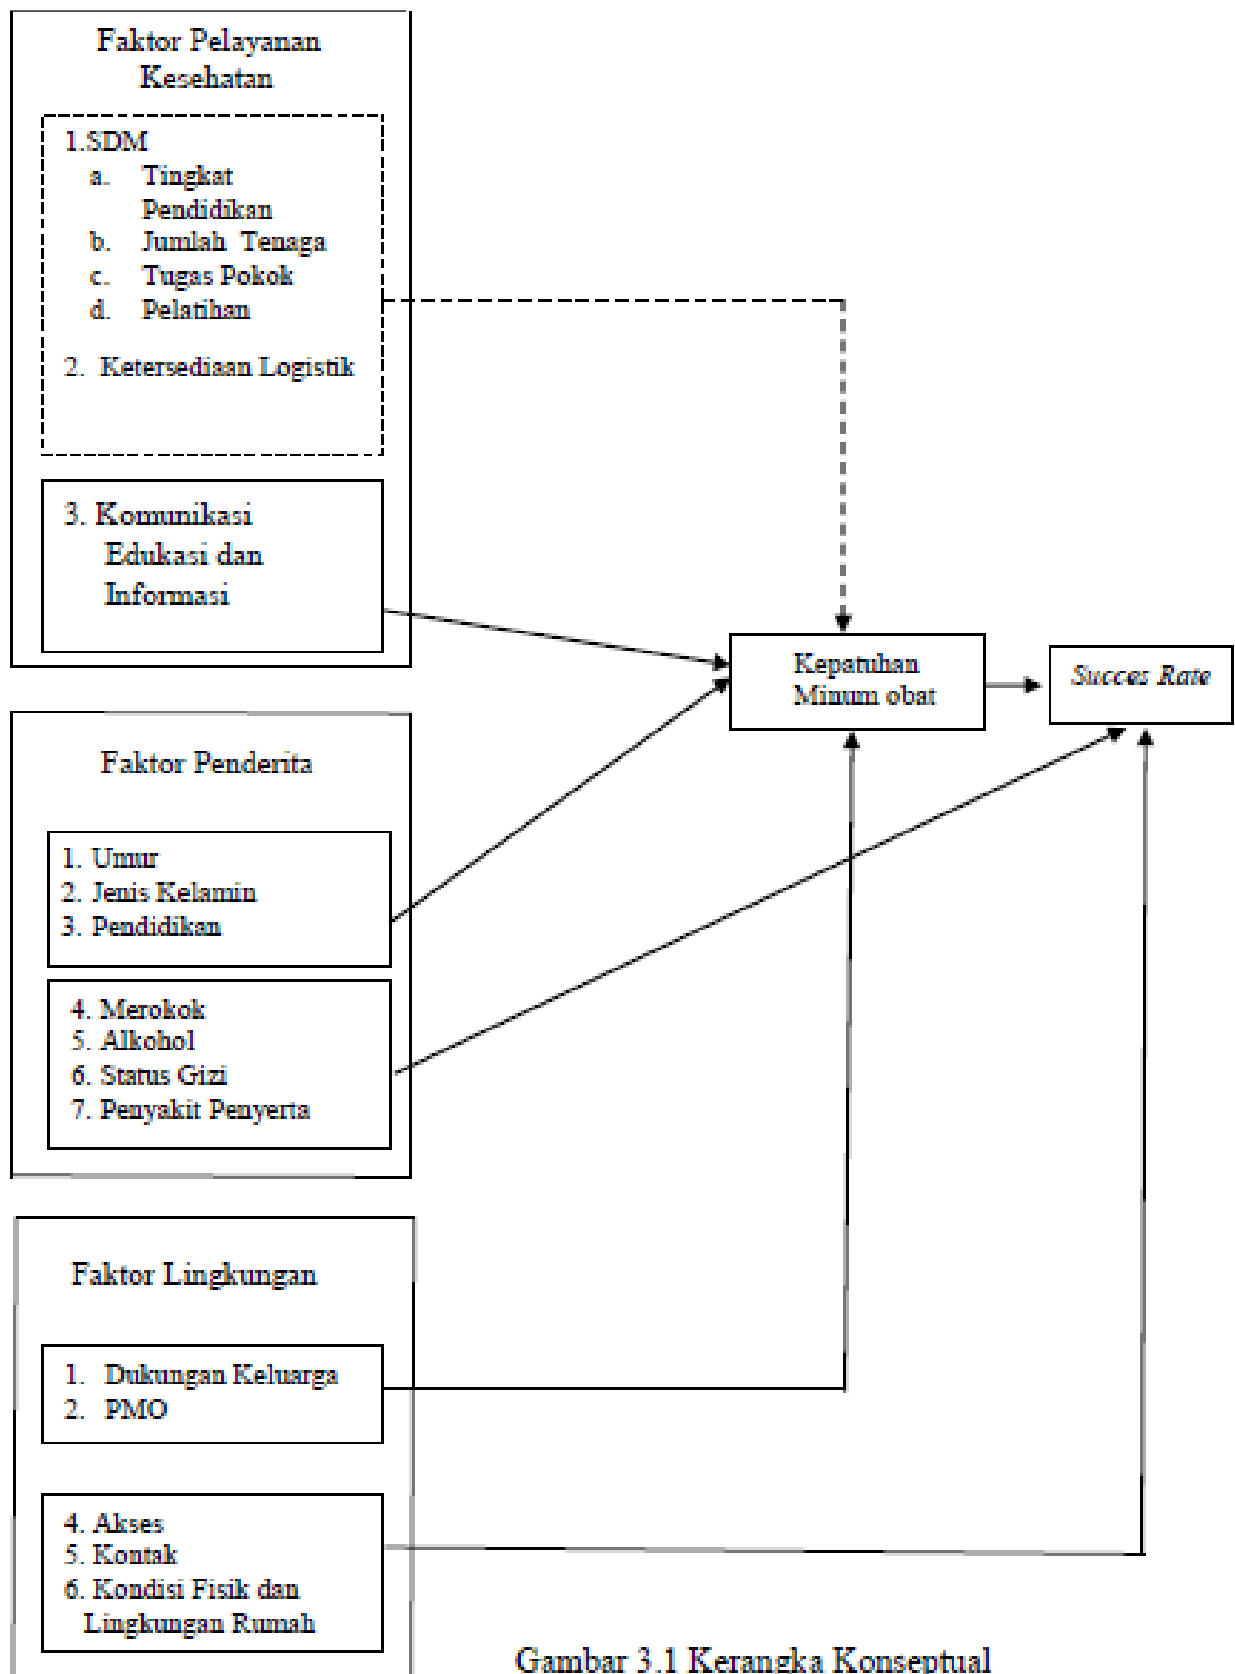 Faktor Pelayanan
Kesehatan
1.SDM
a. Tingkat
Pendidikan
b. Jumlah Tenaga
c. Tugas Pokok
d. Pelatihan
2. Ketersediaan Logistik
3. Komunikasi
Edukasi dan
Informasi
Kepatuhan
Minum obat
Succes Rate
Faktor Penderita
1. Umur
2. Jenis Kelamin
3. Pendidikan
4. Merokok
5. Alkohol
6. Status Gizi
7. Penyakit Penyerta
Faktor Lingkungan
1. Dukungan Keluarga
2. PMO
4. Akses
5. Kontak
6. Kondisi Fisik dan
Lingkungan Rumah
Gambar 3.1 Kerangka Konseptual